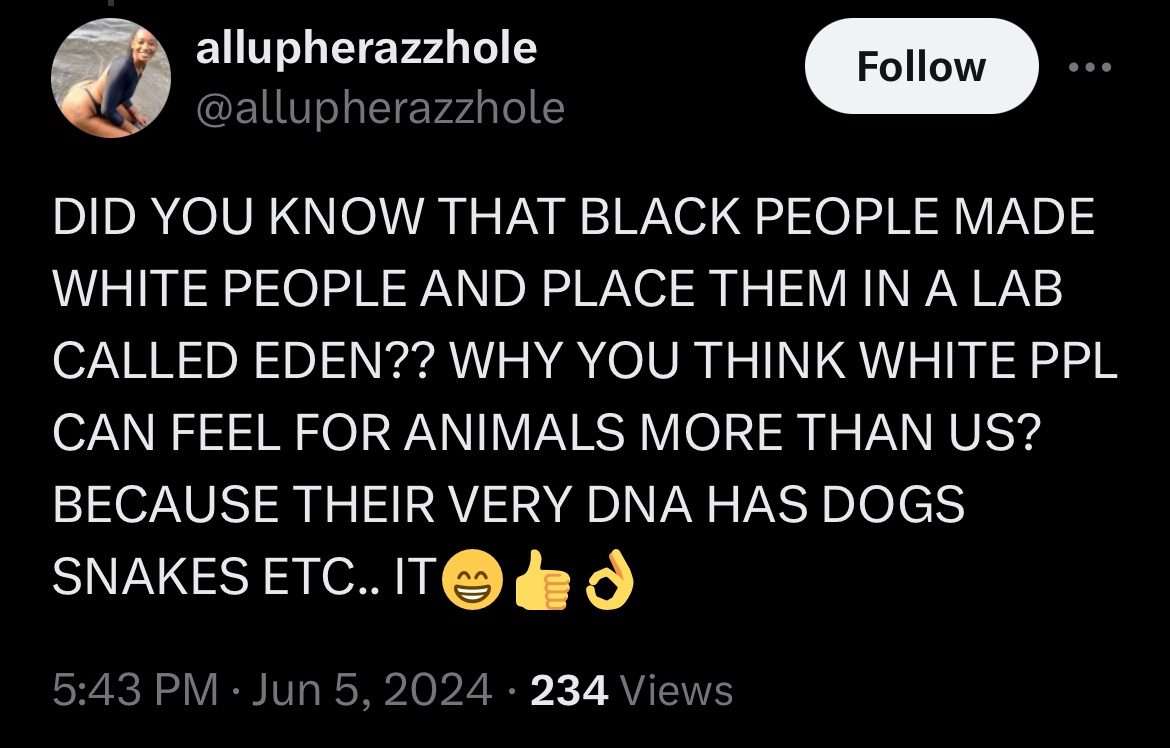 allupherazzhole
@allupherazzhole
Follow
DID YOU KNOW THAT BLACK PEOPLE MADE
WHITE PEOPLE AND PLACE THEM IN A LAB
CALLED EDEN?? WHY YOU THINK WHITE PPL
CAN FEEL FOR ANIMALS MORE THAN US?
BECAUSE THEIR VERY DNA HAS DOGS
SNAKES ETC.. IT😁👍👌
5:43 PM · Jun 5, 2024 · 234 Views